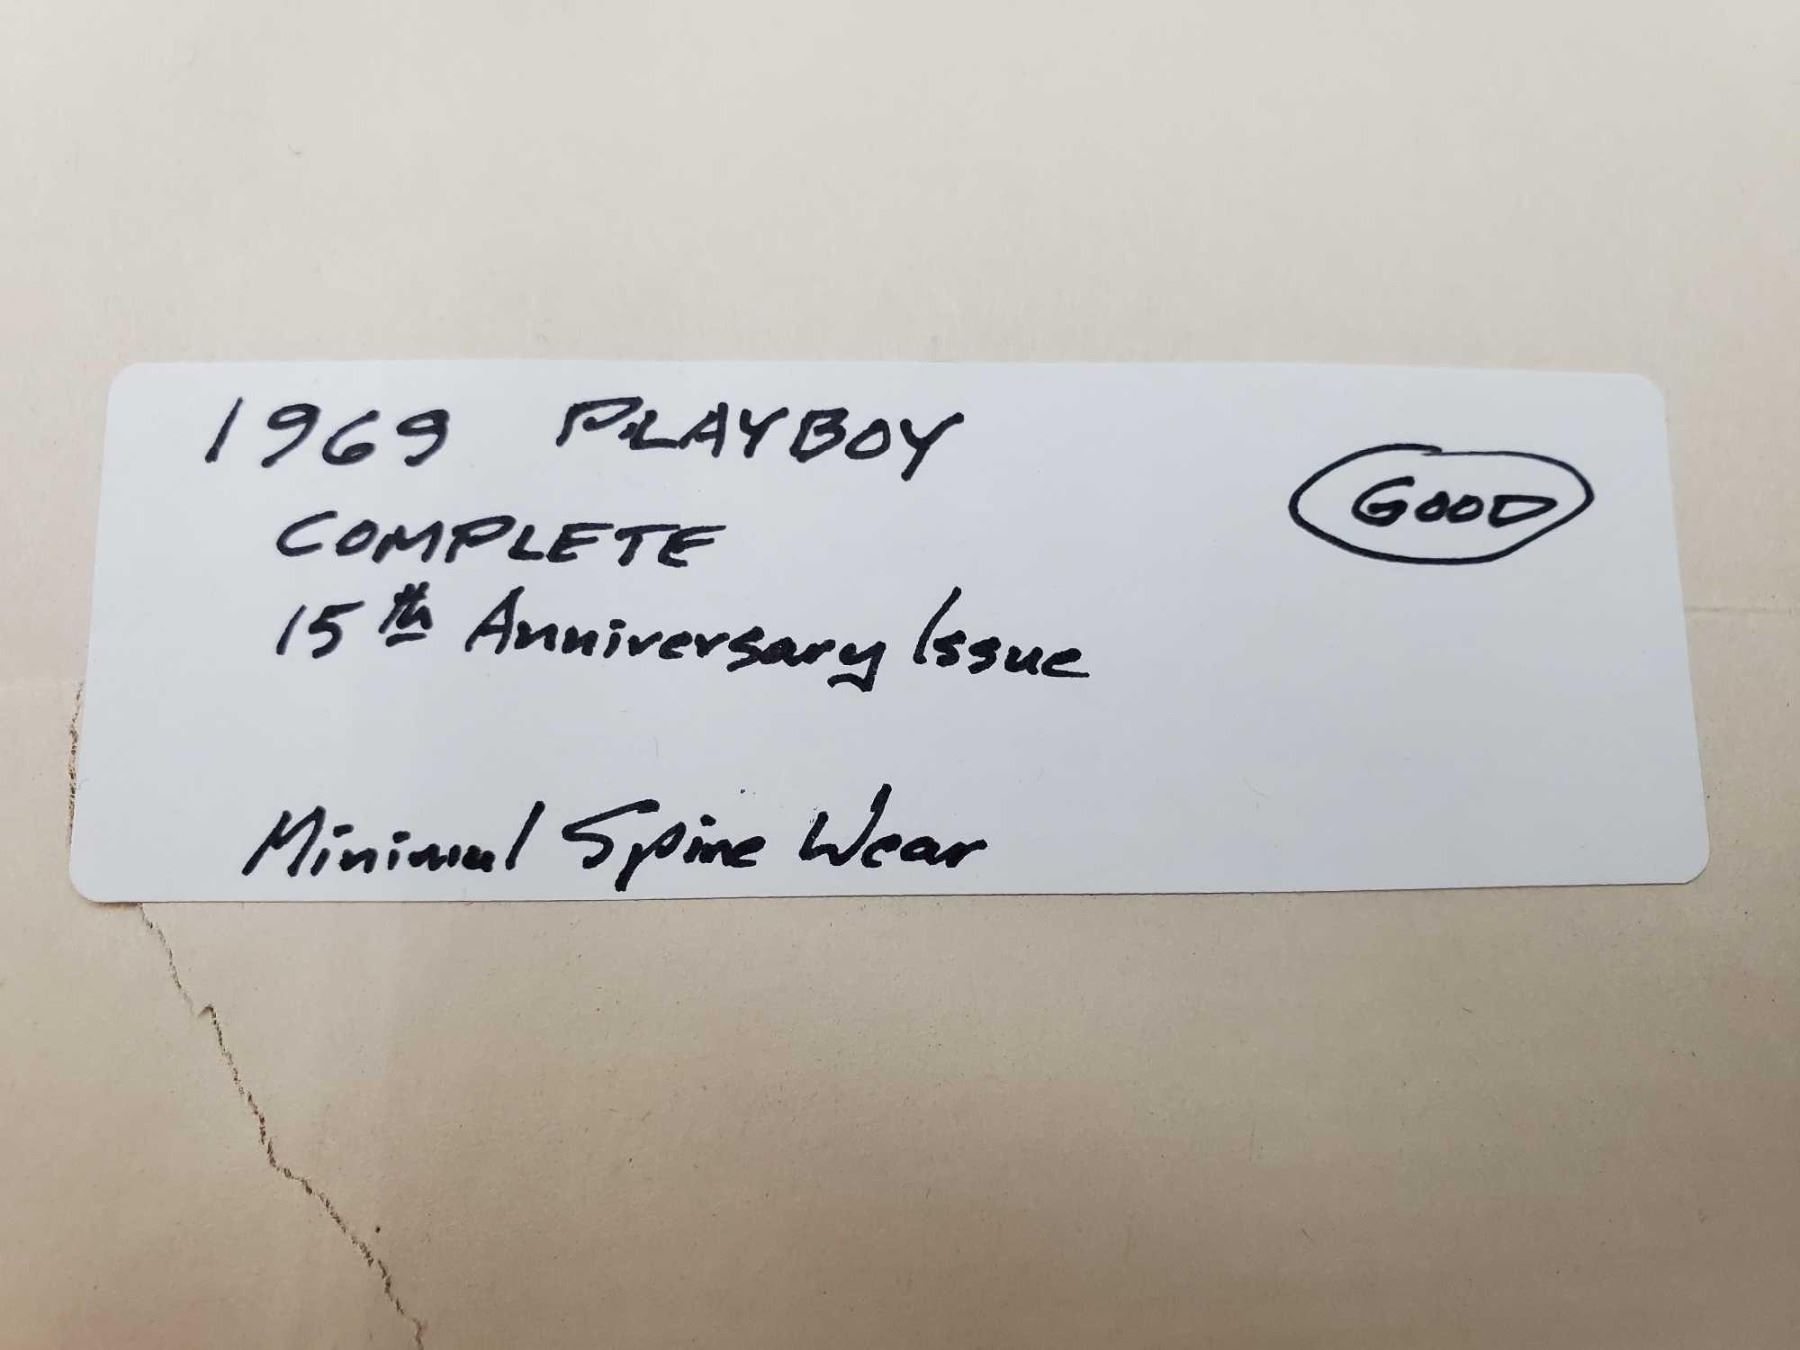 1969 PLAYBOY
GOOD
COMPLETE
15th Anniversary Issue
Minimal Spine Wear